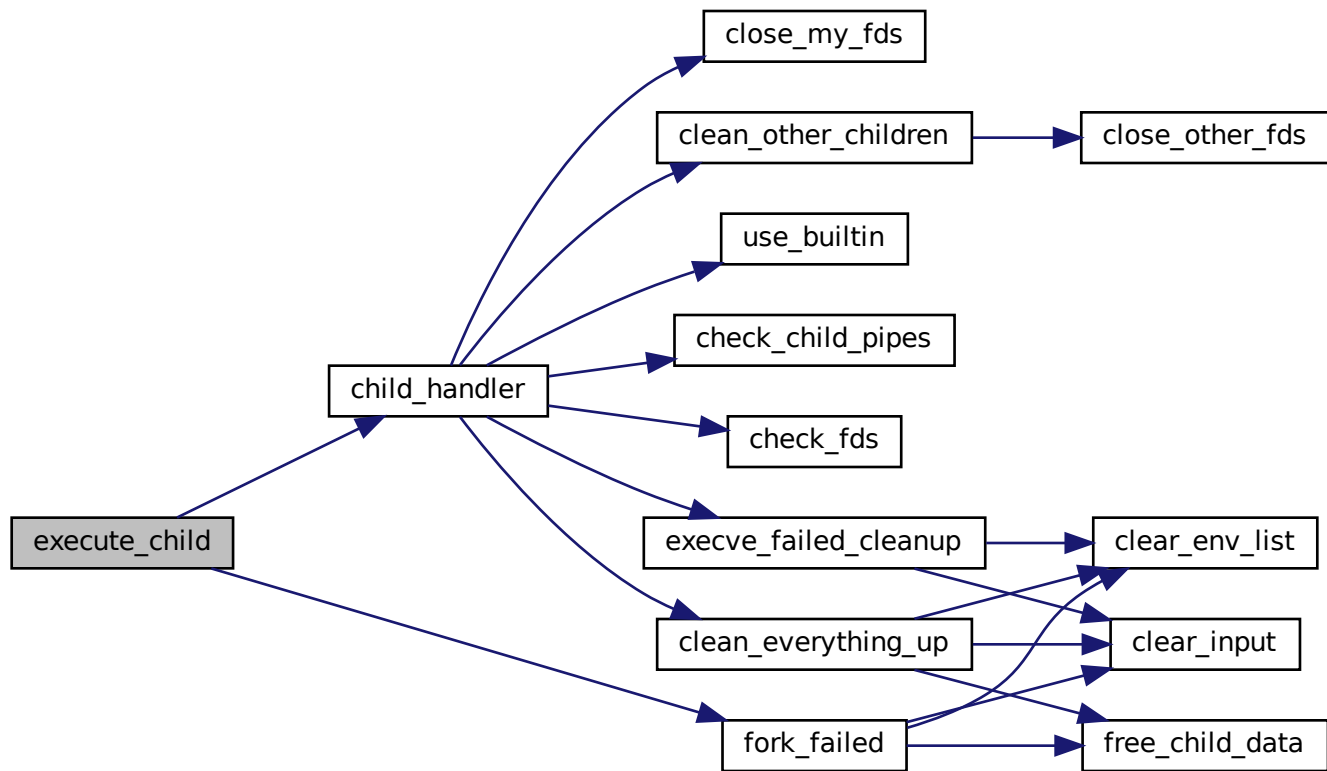 close_my_fds
clean_other_children
close_other_fds
use_builtin
check_child_pipes
child_handler
check_fds
execute_child
execve_failed_cleanup
clear_env_list
clean_everything_up
clear_input
fork_failed
free_child_data